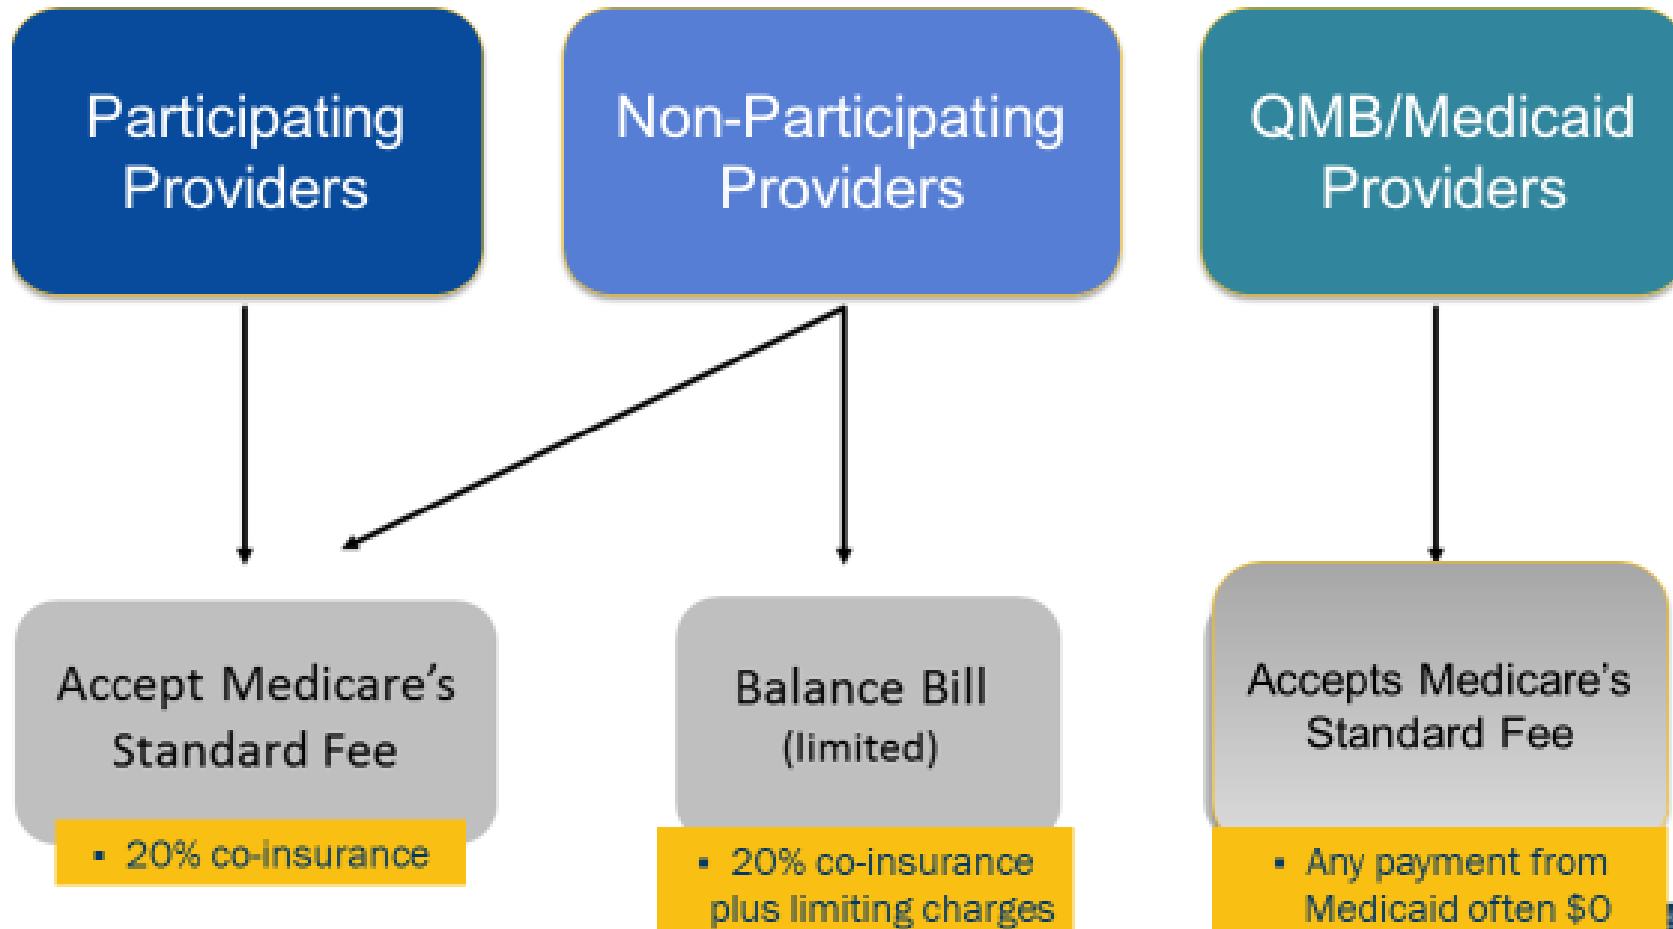 Participating
Providers
Non-Participating
Providers
QMB/Medicaid
Providers
Accept Medicare's
Standard Fee
▪ 20% co-insurance
Balance Bill
(limited)
▪ 20% co-insurance
plus limiting charges
Accepts Medicare's
Standard Fee
▪ Any payment from
Medicaid often $0